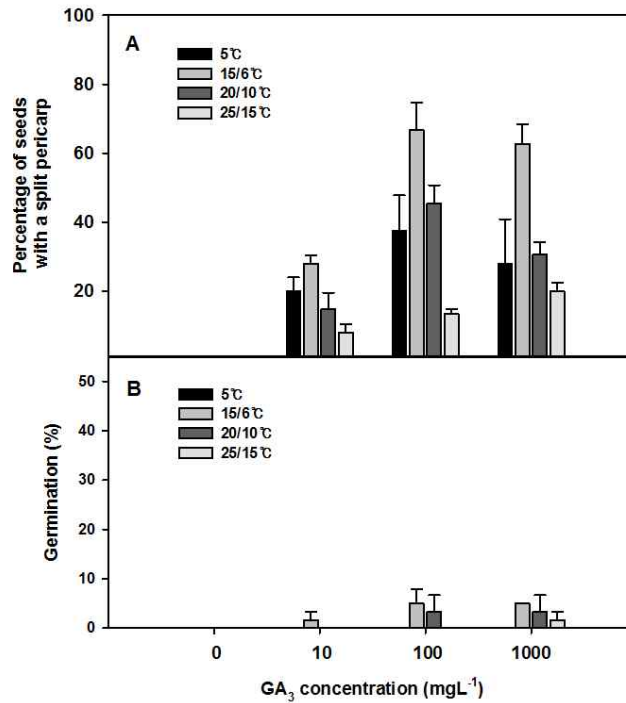 100
A
5℃
15/6℃
20/10℃
25/15℃
80
60
40
20
Percentage of seeds
with a split pericarp
B
5℃
15/6℃
20/10℃
25/15℃
50
40
30
20
10
0
Germination (%)
0 10 100 1000
GA₃ concentration (mgL⁻¹)